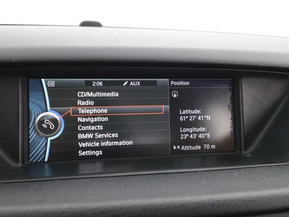 2:06
AUX
CD/Multimedia
Radio
Telephone
Navigation
Contacts
BMW Services
Vehicle information
Settings
Position
Latitude:
61° 27' 41"N
Longitude:
23° 43' 40"E
Altitude 70 m